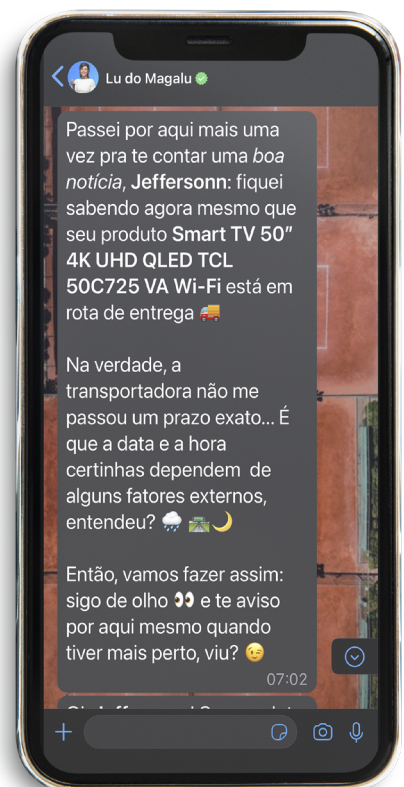 Lu do Magalu
Passei por aqui mais uma
vez pra te contar uma boa
notícia, Jeffersonn: fiquei
sabendo agora mesmo que
seu produto Smart TV 50”
4K UHD QLED TCL
50C725 VA Wi-Fi está em
rota de entrega 🚚
Na verdade, a
transportadora não me
passou um prazo exato... É
que a data e a hora
certinhas dependem  de
alguns fatores externos,
entendeu? 🌧️ 🛣️🌙
Então, vamos fazer assim:
sigo de olho 👀 e te aviso
por aqui mesmo quando
tiver mais perto, viu? 😉
07:02